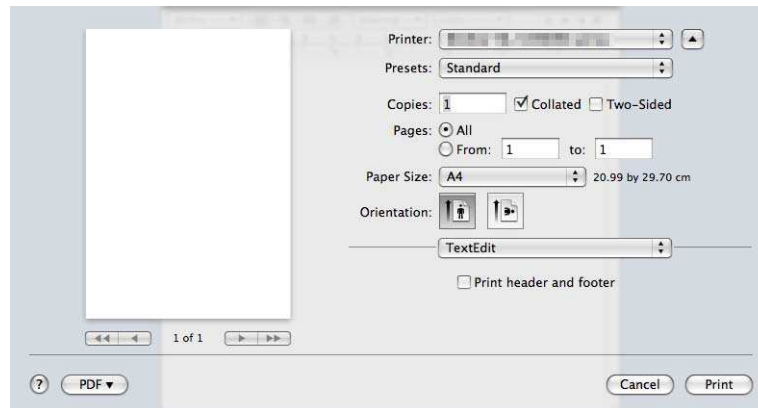 Printer:
Presets: Standard
Copies: 1 Collated Two-Sided
Pages: All
From: 1 to: 1
Paper Size: A4 20.99 by 29.70 cm
Orientation:
TextEdit
Print header and footer
1 of 1
? PDF ▾ Cancel Print